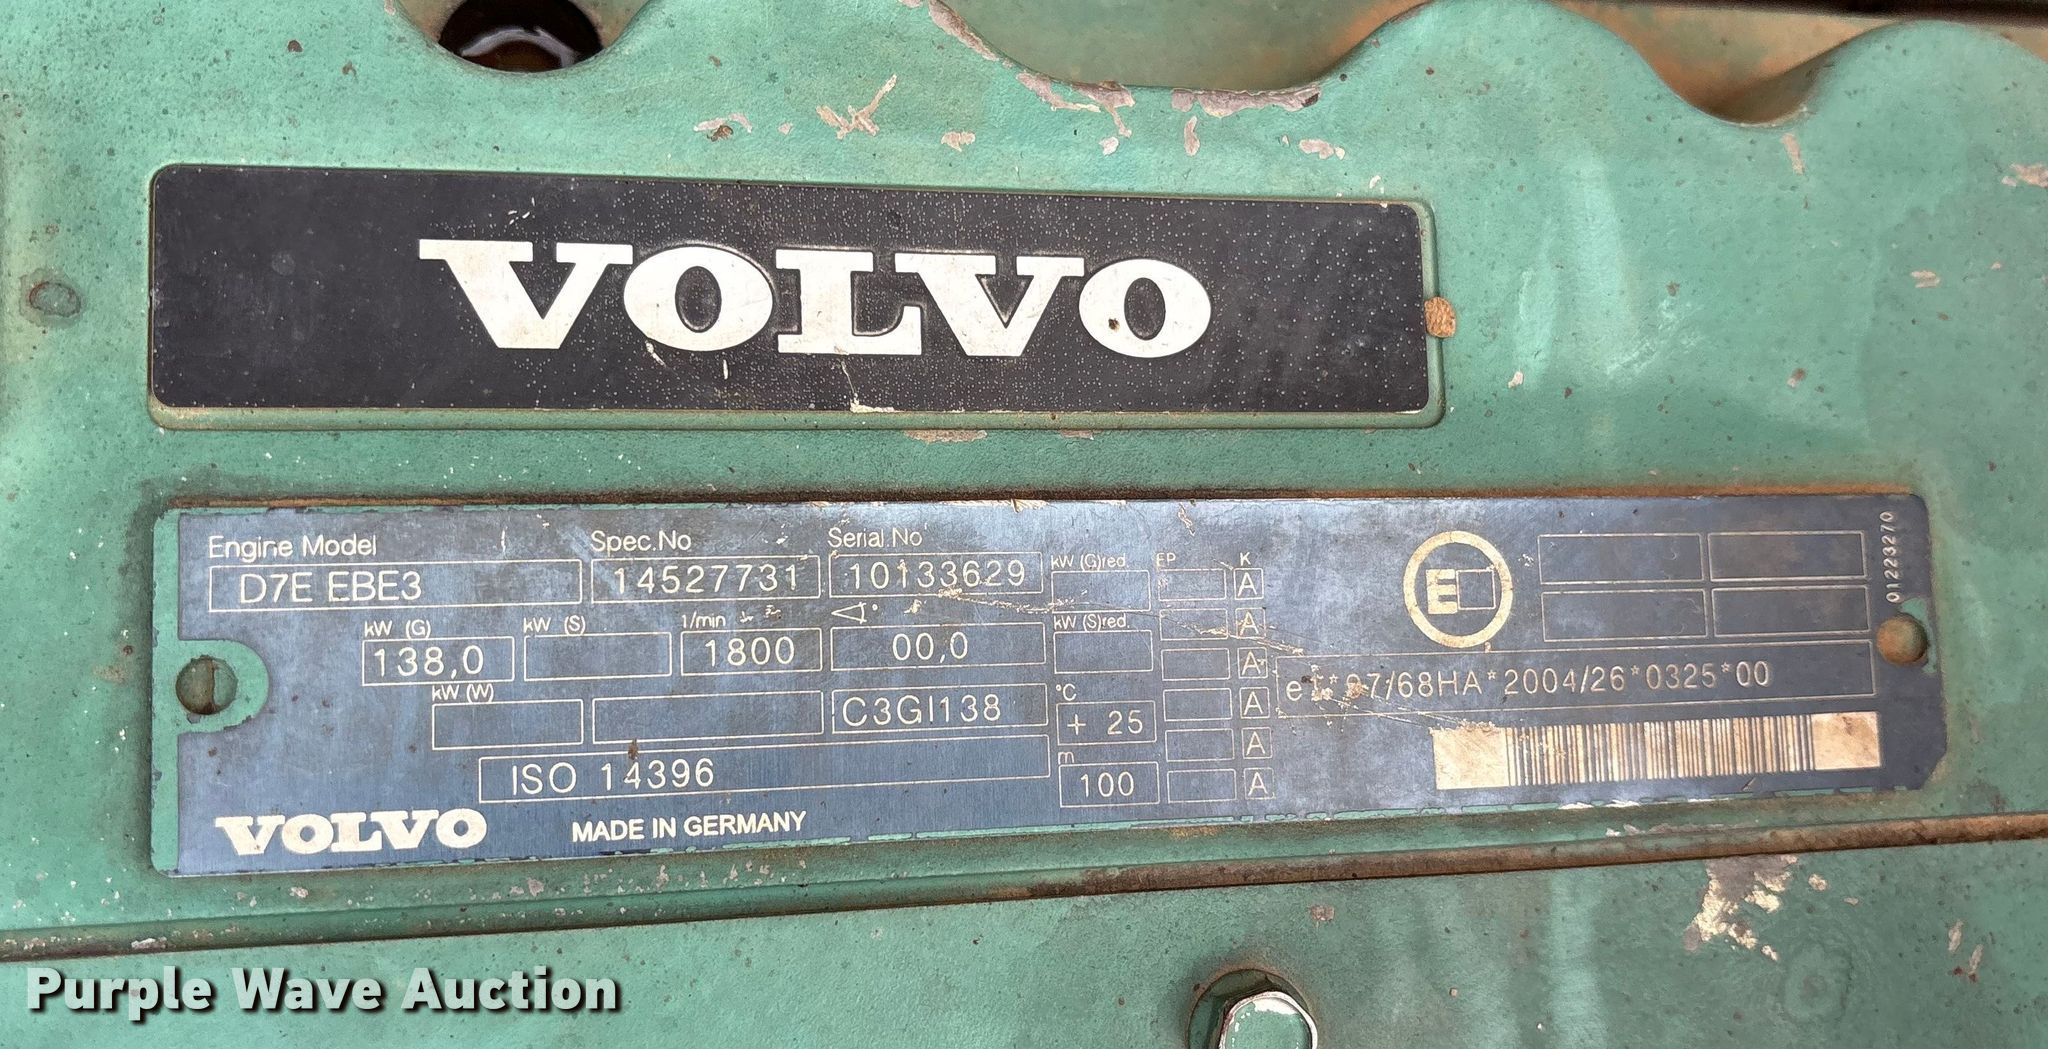 VOLVO
Engine Model Spec.No Serial No
D7E EBE3 14527731 10133629
kW (G)red. EP K
A
kW (G) kW (S) 1/min °
138,0 1800 00,0
kW (S)red.
A
A
kW (W) °C
C3GI138 + 25
A
m
ISO 14396 100
A
A
VOLVO MADE IN GERMANY
E
01223270
e1*97/68HA*2004/26*0325*00
Purple Wave Auction